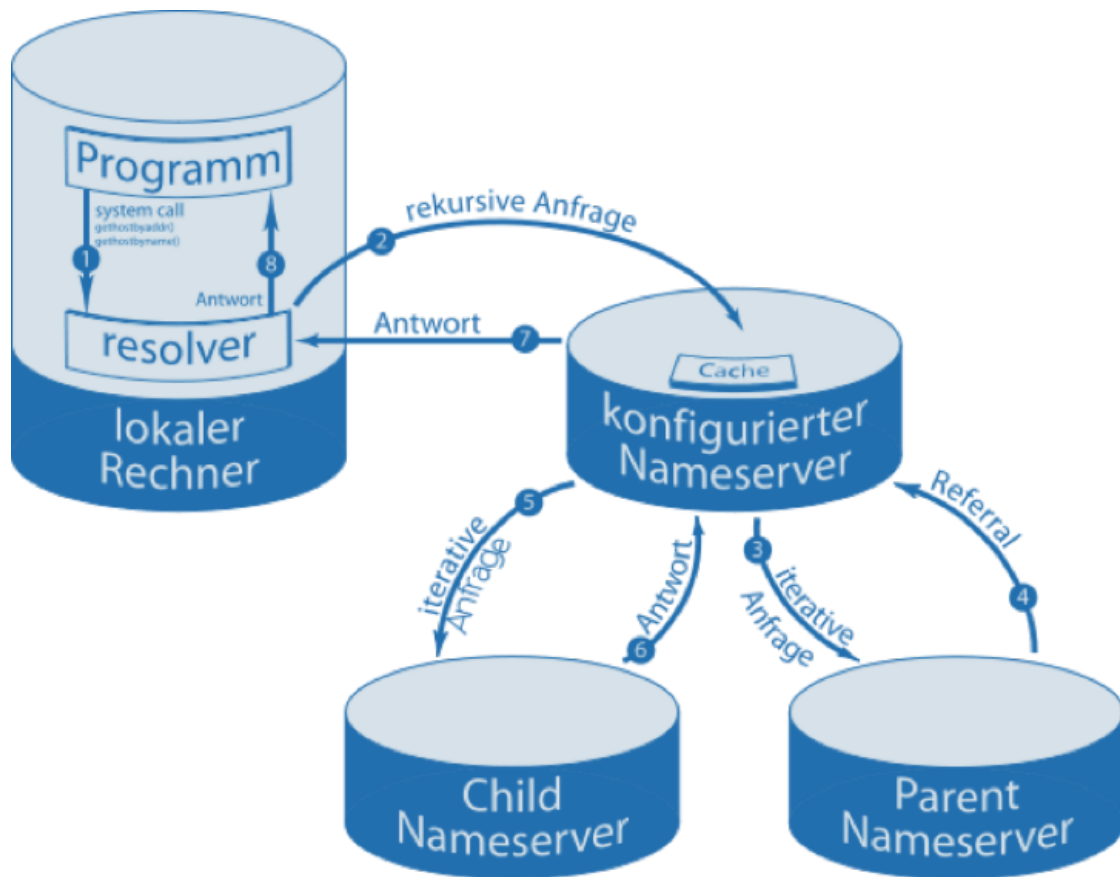 Programm
system call
gethostbyaddr()
gethostbyname()
1
8
Antwort
resolver
lokaler
Rechner
2
rekursive Anfrage
Antwort
7
Cache
konfigurierter
Nameserver
5
iterative
Anfrage
6
Antwort
3
iterative
Anfrage
Referral
4
Child
Nameserver
Parent
Nameserver